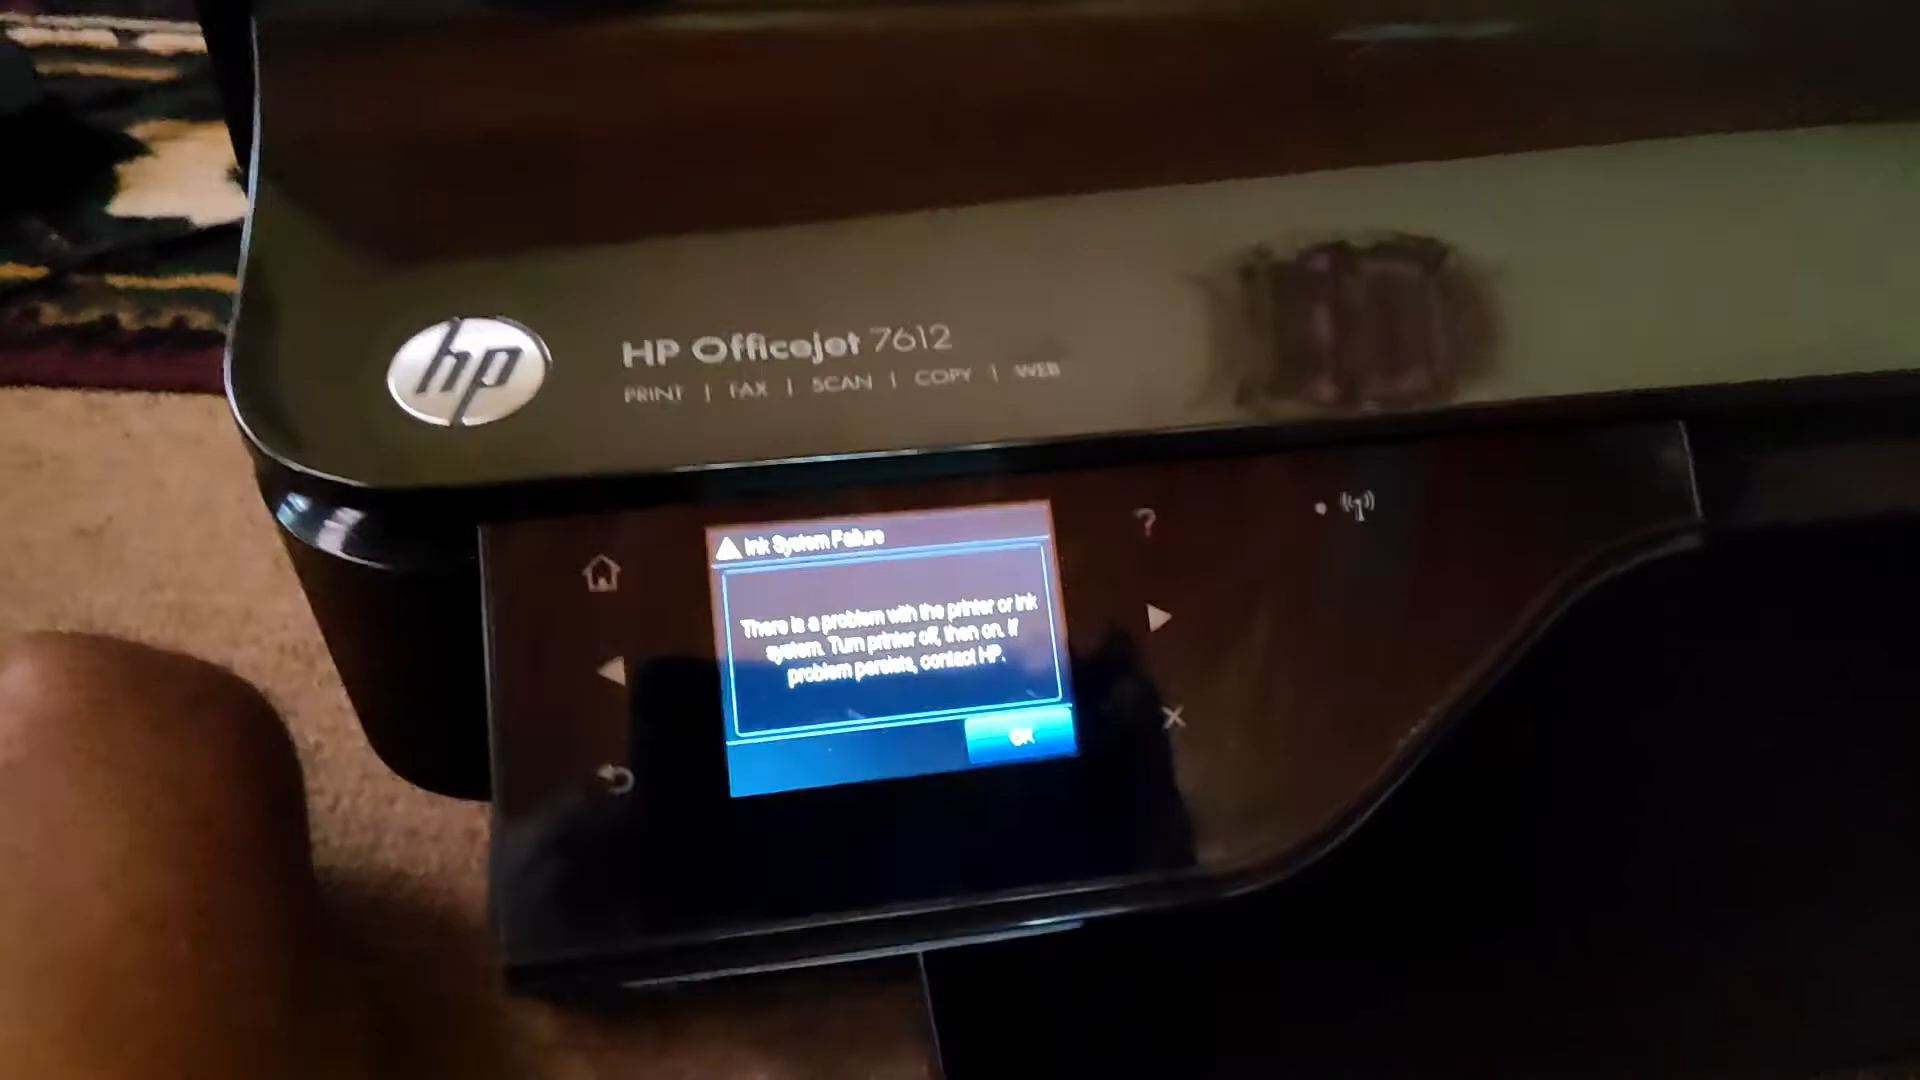 hp
HP Officejet 7612
PRINT | FAX | SCAN | COPY | WEB
Ink System Failure
There is a problem with the printer or ink
system. Turn printer off, then on. If
problem persists, contact HP.
OK
?